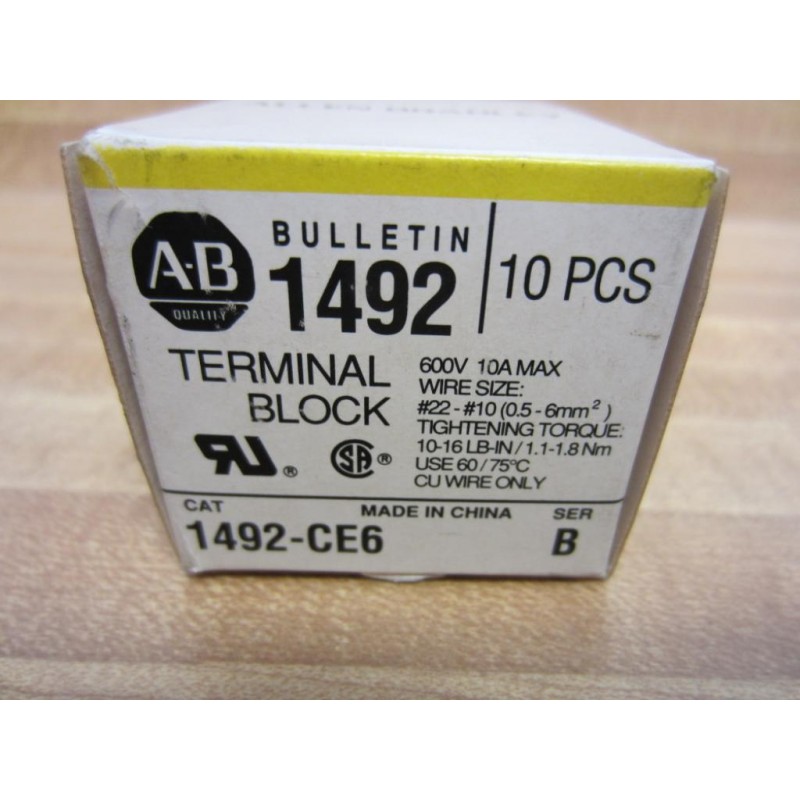 A-B
QUALITY
BULLETIN
1492
10 PCS
TERMINAL
BLOCK
600V 10A MAX
WIRE SIZE:
#22 - #10 (0.5 - 6mm²)
TIGHTENING TORQUE:
10-16 LB-IN / 1.1-1.8 Nm
USE 60 / 75°C
CU WIRE ONLY
RU ®
SA ®
CAT
MADE IN CHINA
SER
1492-CE6
B